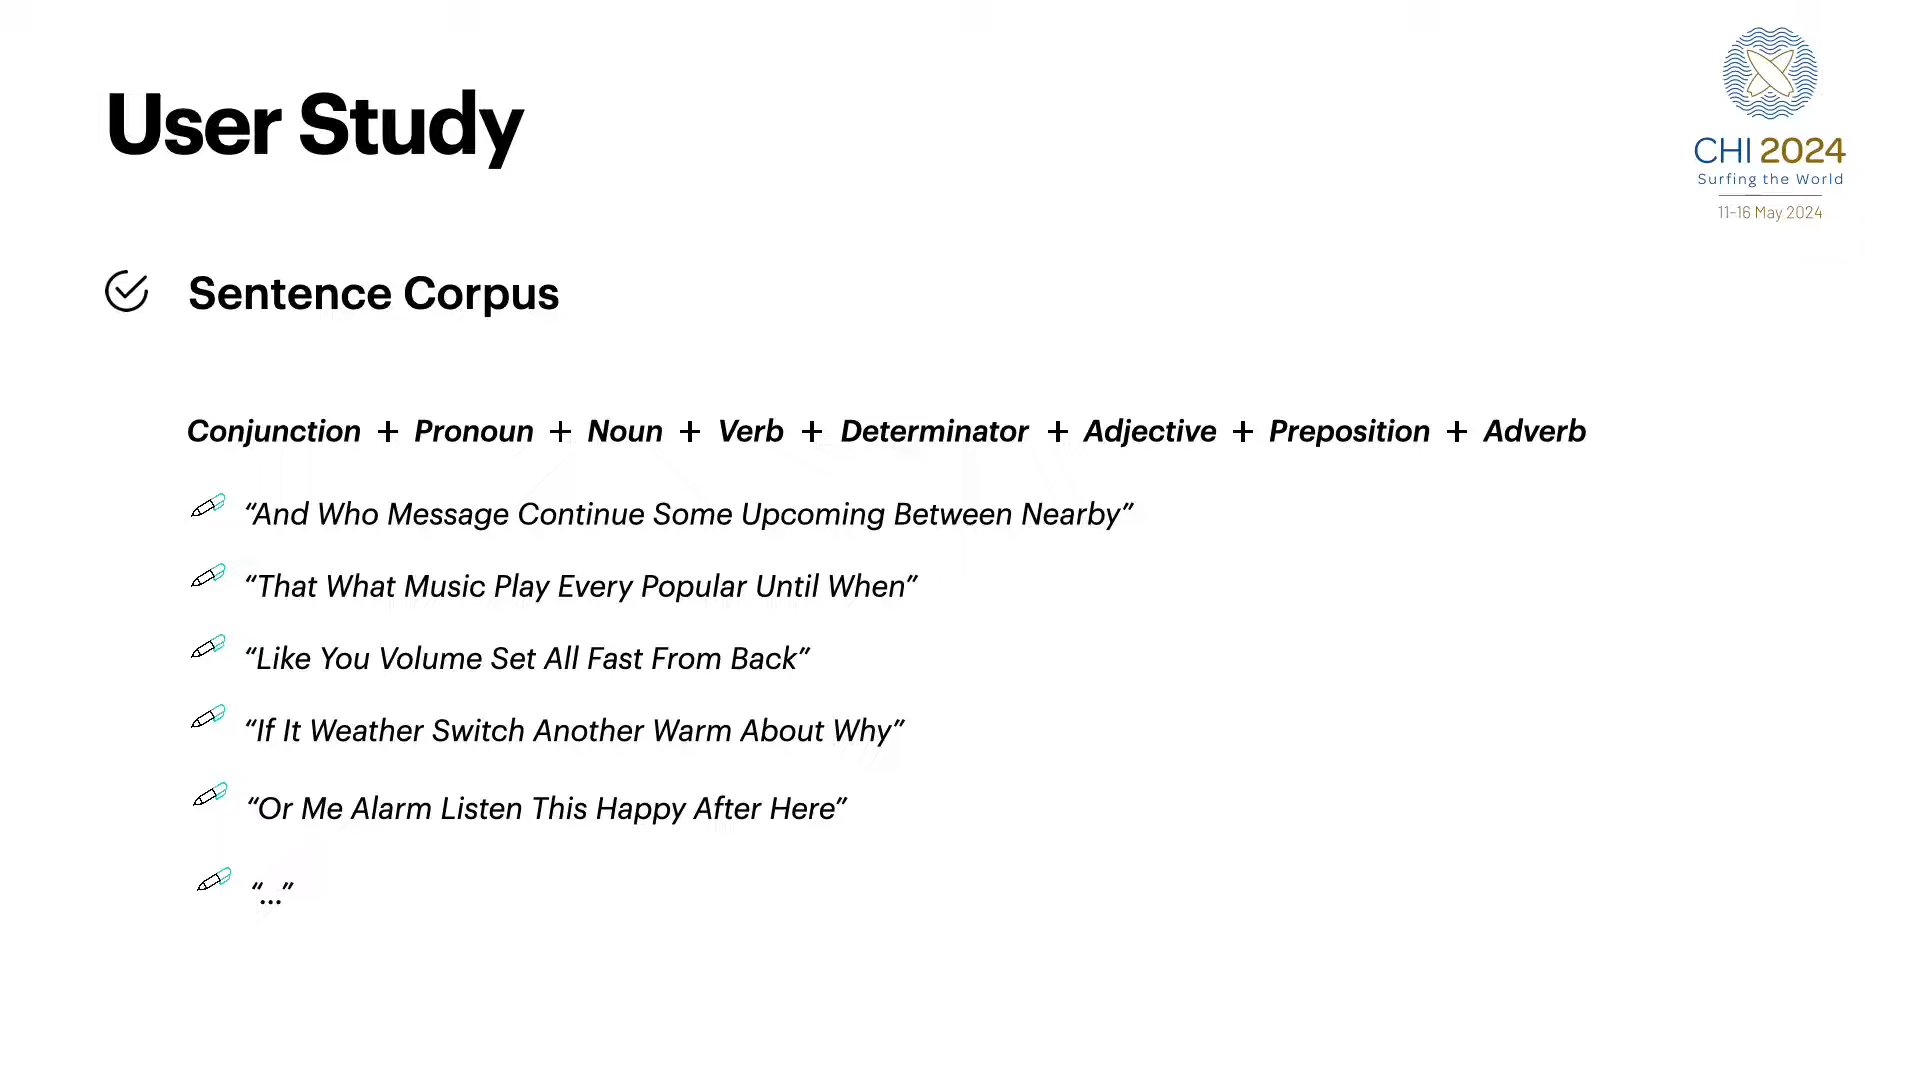 User Study
CHI 2024
Surfing the World
11-16 May 2024
Sentence Corpus
Conjunction + Pronoun + Noun + Verb + Determinator + Adjective + Preposition + Adverb
“And Who Message Continue Some Upcoming Between Nearby”
“That What Music Play Every Popular Until When”
“Like You Volume Set All Fast From Back”
“If It Weather Switch Another Warm About Why”
“Or Me Alarm Listen This Happy After Here”
“...”